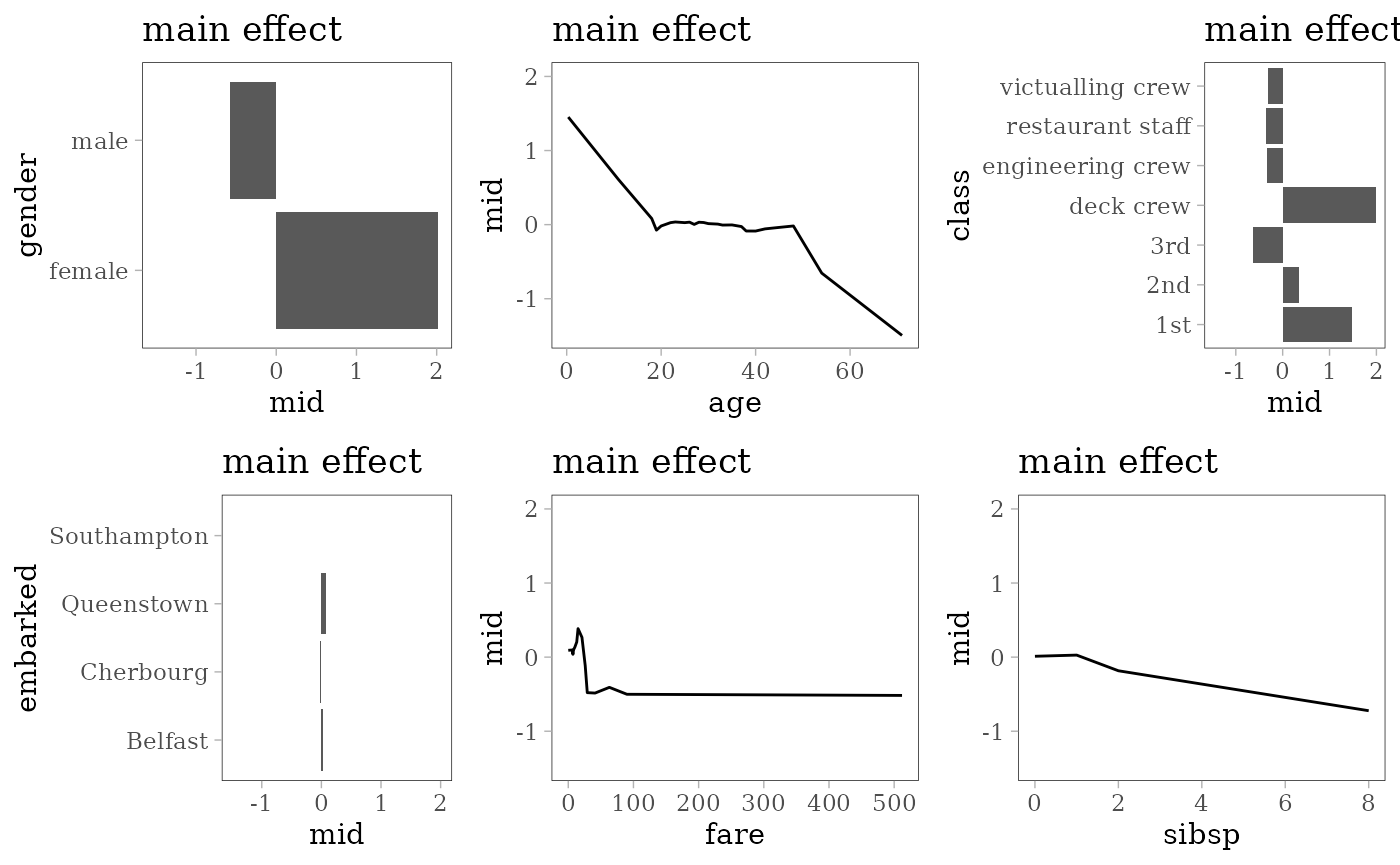 main effect
gender
male
female
-1 0 1 2
mid
main effect
mid
2
1
0
-1
0 20 40 60
age
main effect
class
victualling crew
restaurant staff
engineering crew
deck crew
3rd
2nd
1st
-1 0 1 2
mid
main effect
embarked
Southampton
Queenstown
Cherbourg
Belfast
-1 0 1 2
mid
main effect
mid
2
1
0
-1
0 100 200 300 400 500
fare
main effect
mid
2
1
0
-1
0 2 4 6 8
sibsp